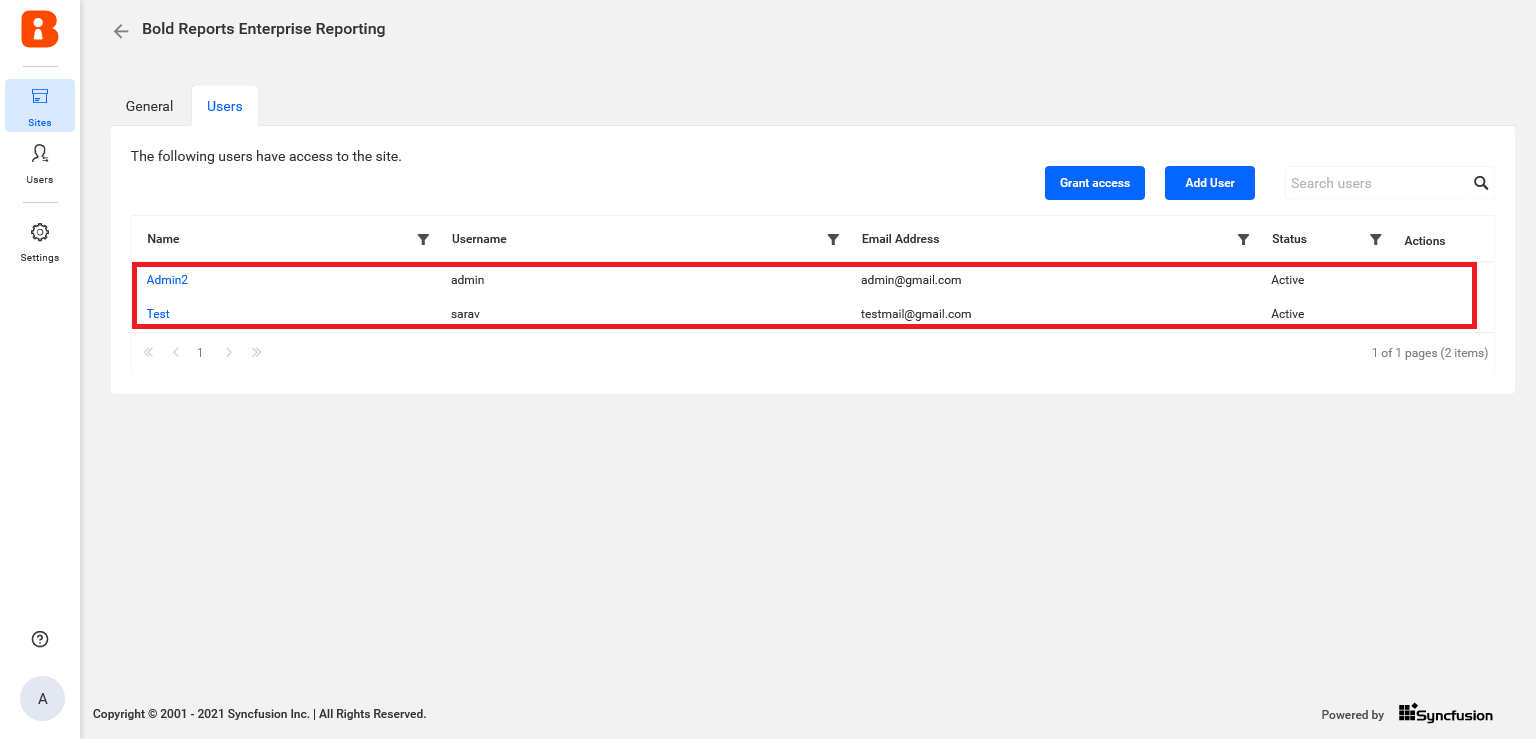 Bold Reports Enterprise Reporting
Sites
Users
Settings
General Users
The following users have access to the site.
Grant access Add User Search users
Name Username Email Address Status Actions
Admin2 admin admin@gmail.com Active
Test sarav testmail@gmail.com Active
1 1 of 1 pages (2 items)
A
Copyright © 2001 - 2021 Syncfusion Inc. | All Rights Reserved. Powered by Syncfusion